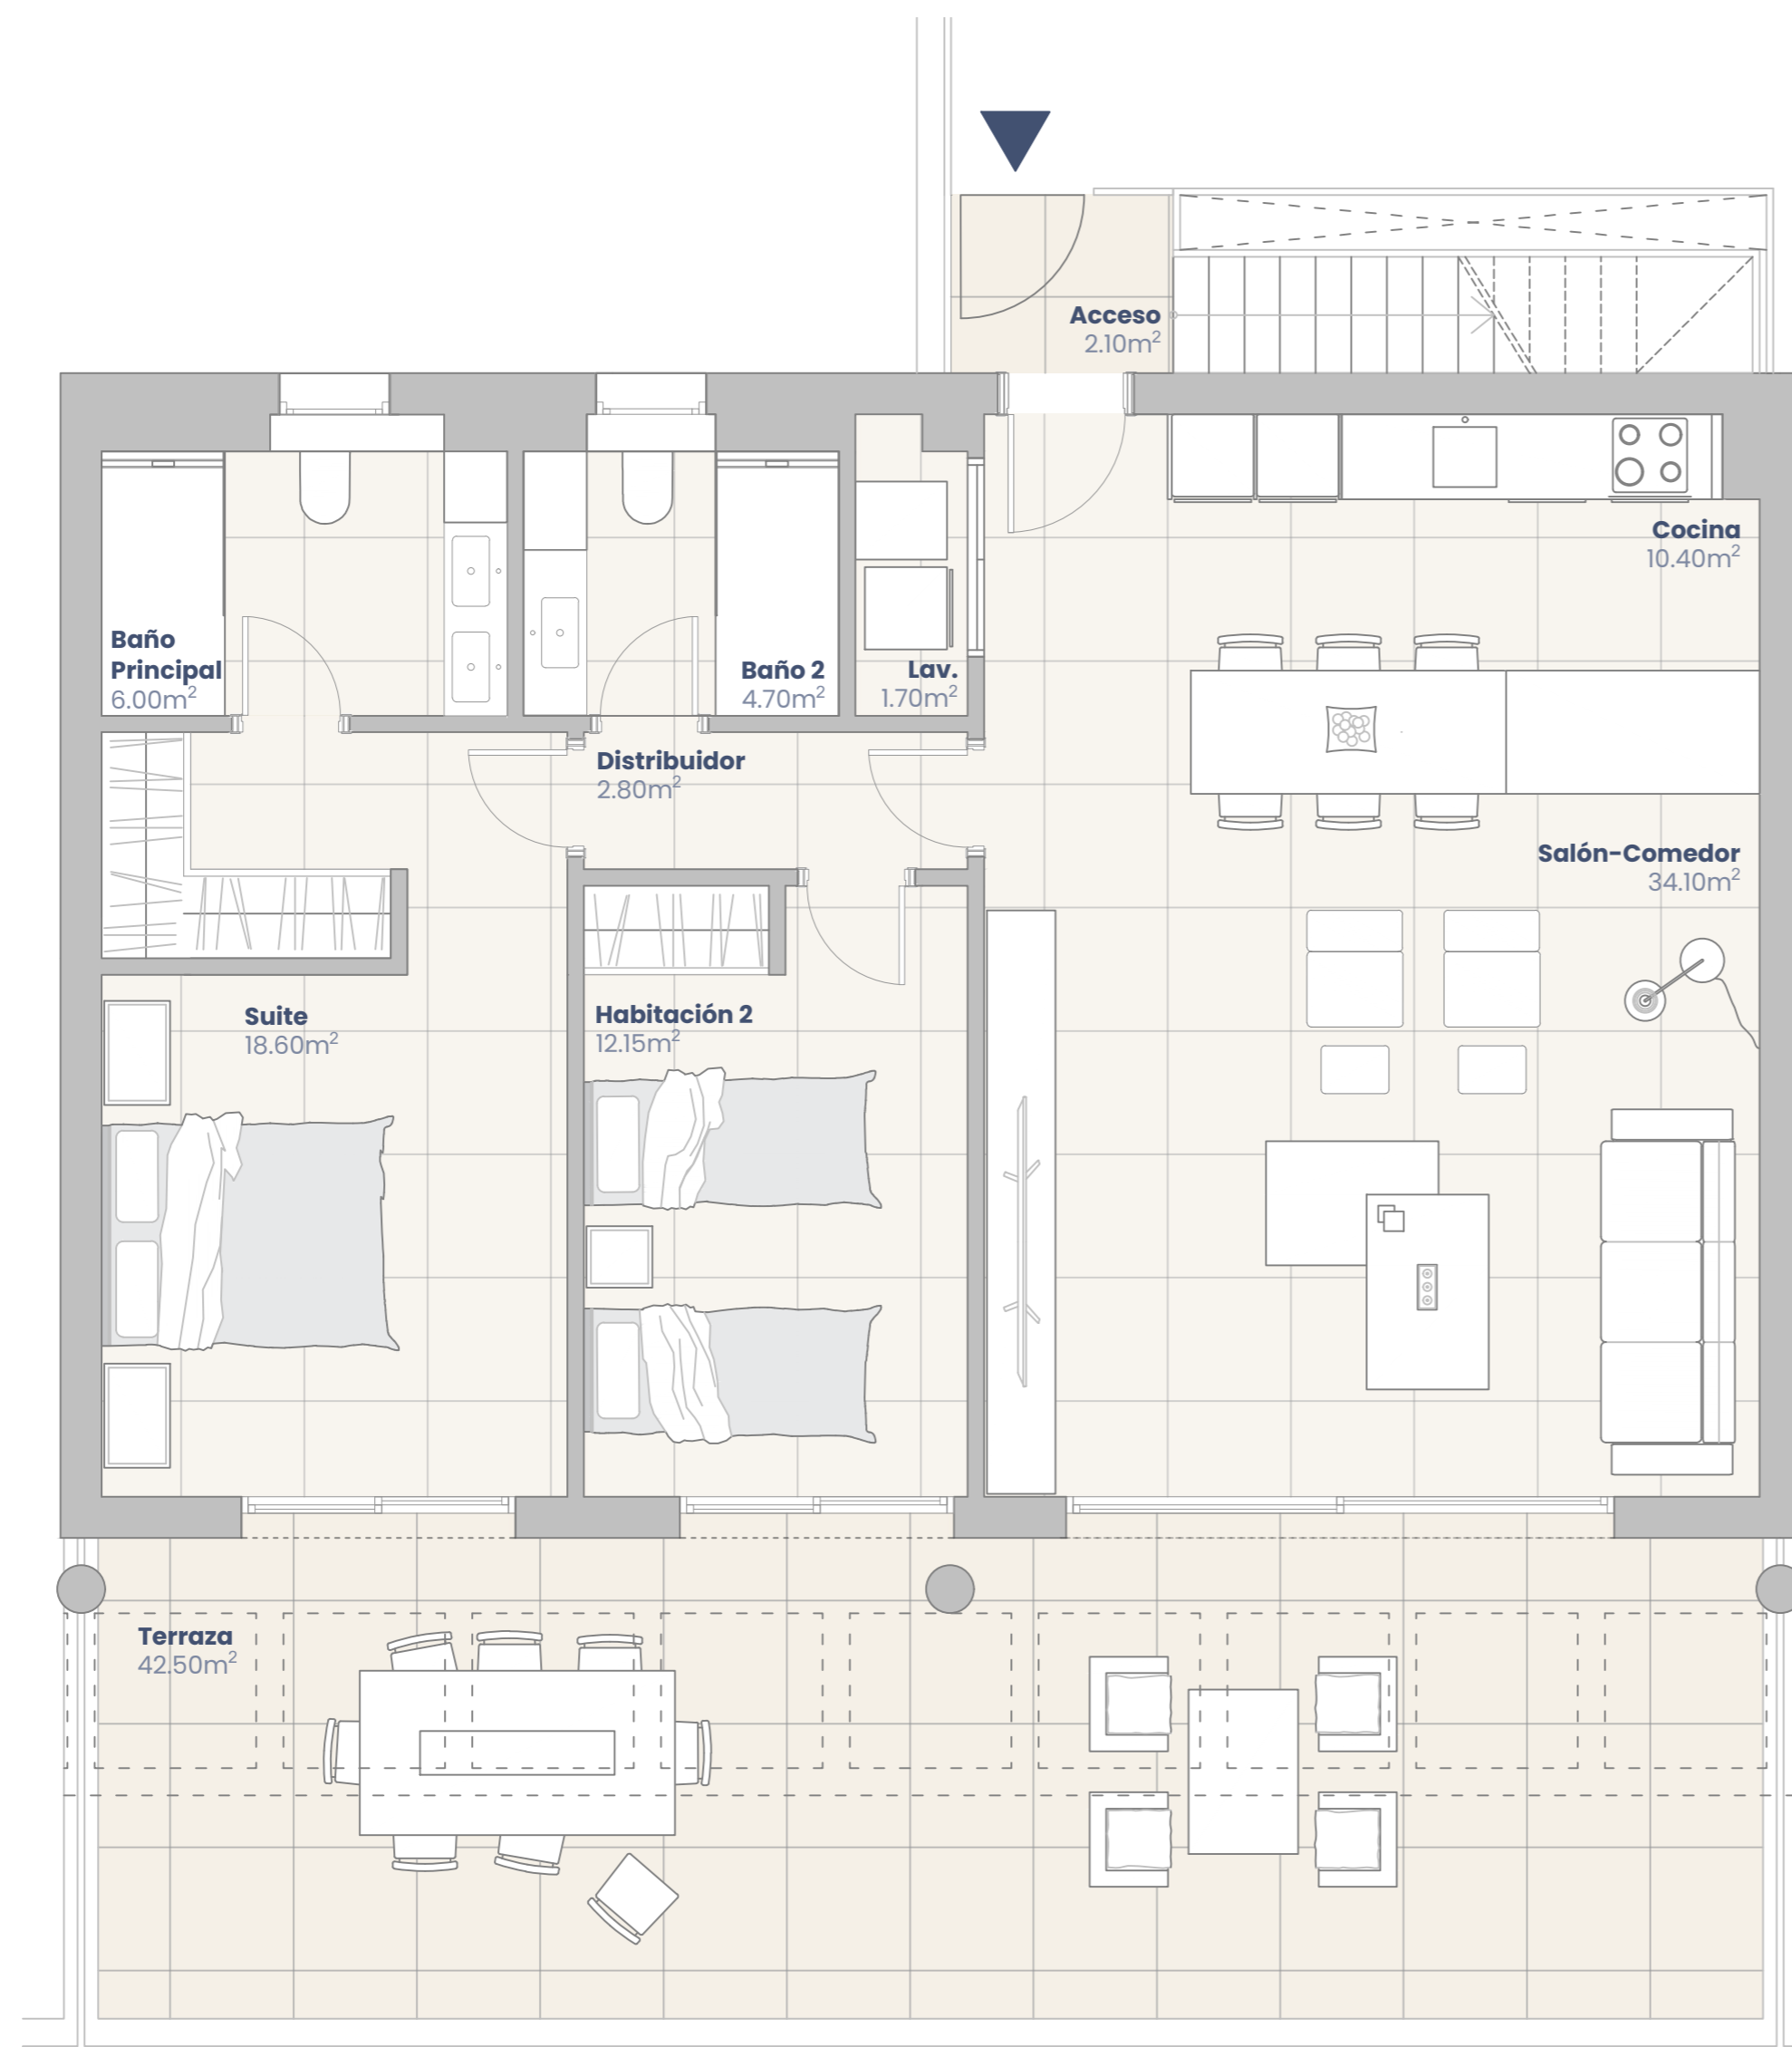 Acceso
2.10m²
Cocina
10.40m²
Baño
Principal
6.00m²
Baño 2
4.70m²
Lav.
1.70m²
Distribuidor
2.80m²
Salón-Comedor
34.10m²
Suite
18.60m²
Habitación 2
12.15m²
Terraza
42.50m²